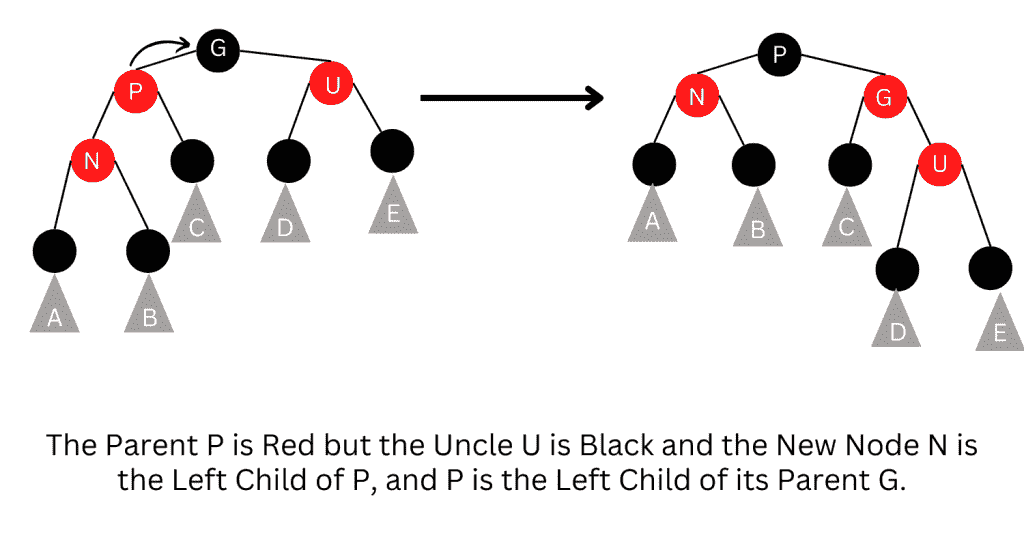 G
P
U
N
C
D
E
A
B
P
N
G
U
A
B
C
D
E
The Parent P is Red but the Uncle U is Black and the New Node N is
the Left Child of P, and P is the Left Child of its Parent G.